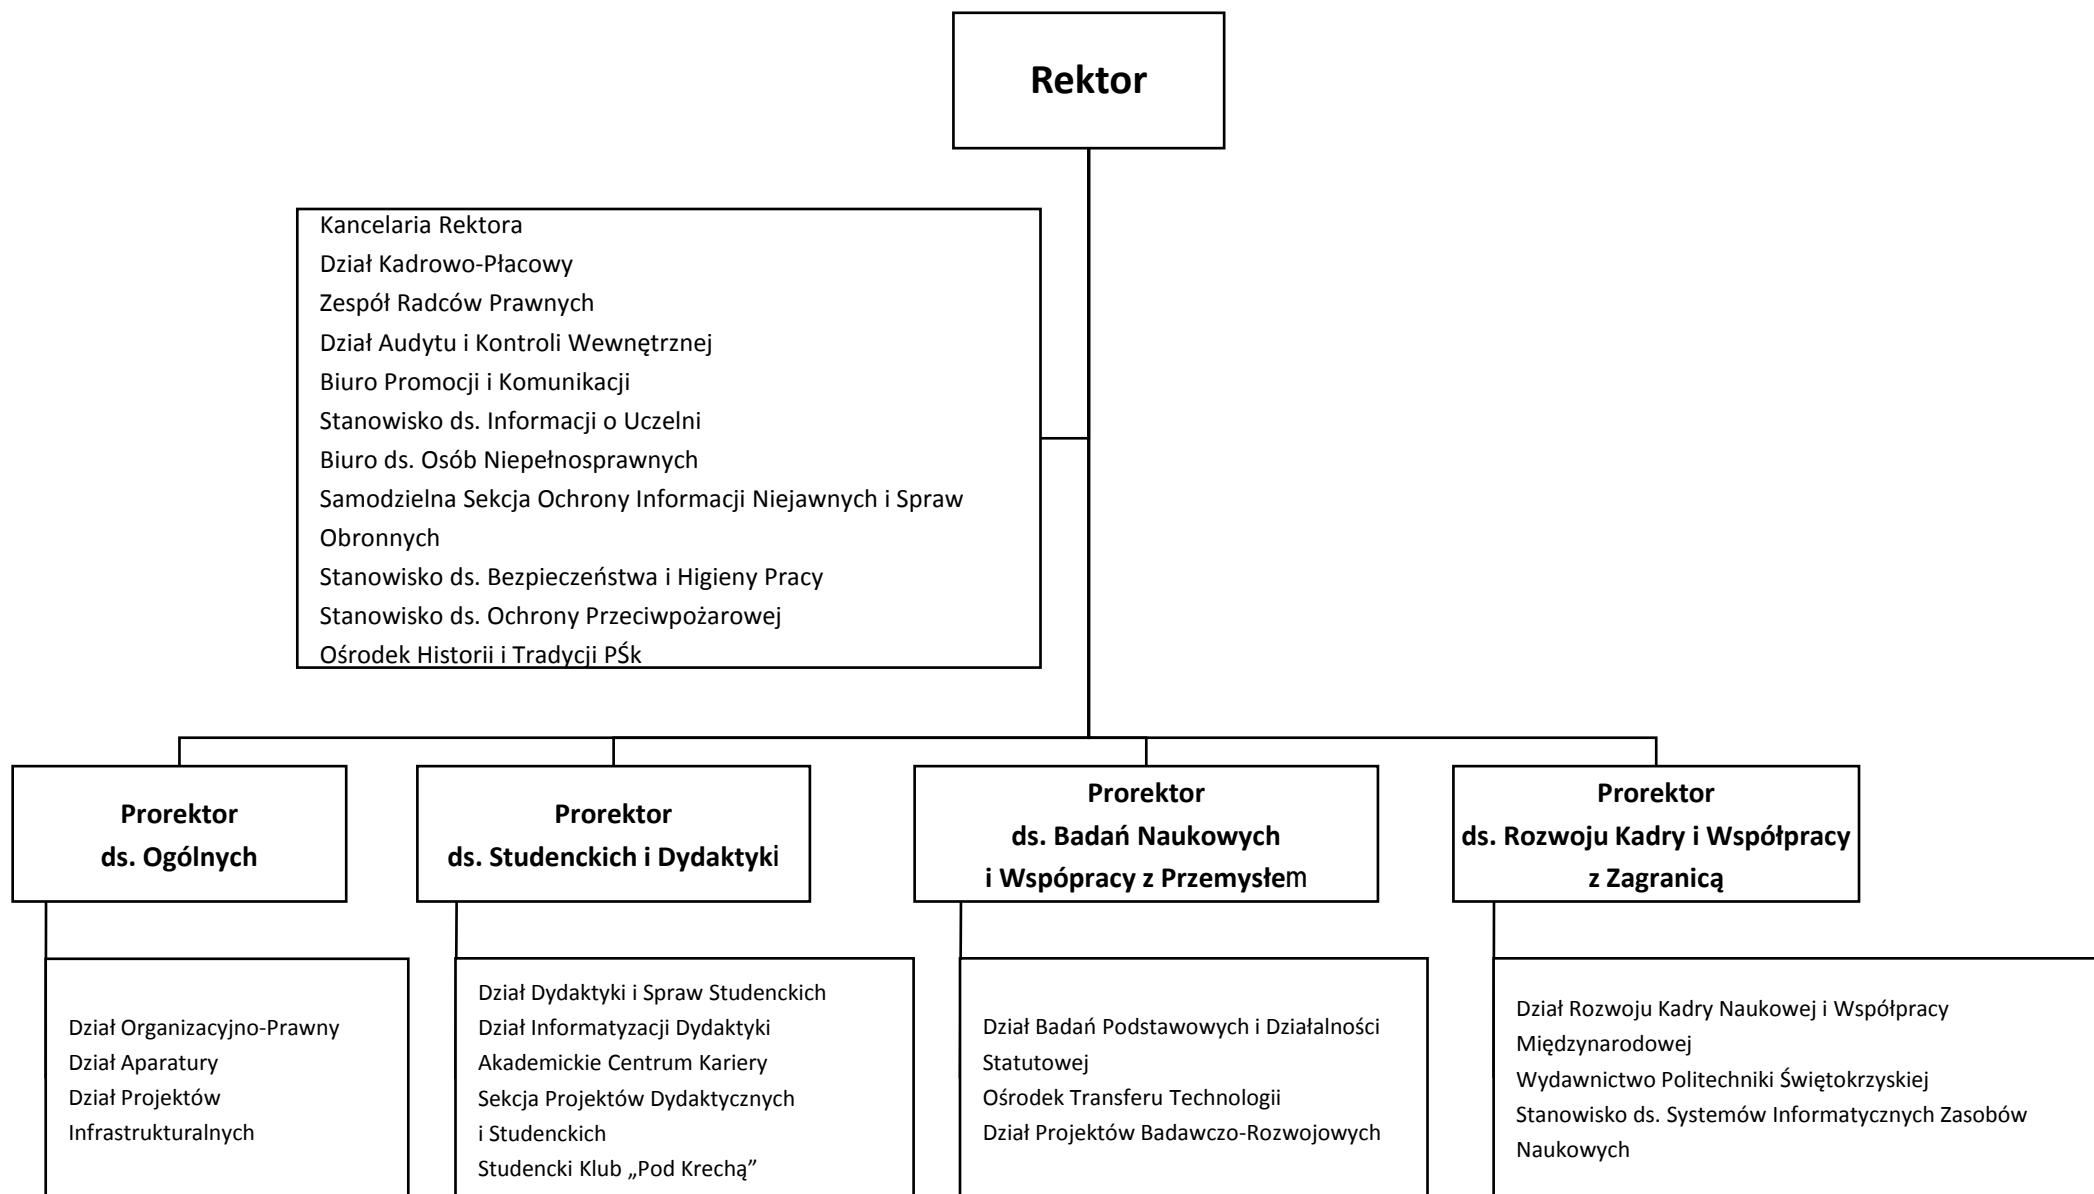 Rektor
Kancelaria Rektora
Dział Kadrowo-Płacowy
Zespół Radców Prawnych
Dział Audytu i Kontroli Wewnętrznej
Biuro Promocji i Komunikacji
Stanowisko ds. Informacji o Uczelni
Biuro ds. Osób Niepełnosprawnych
Samodzielna Sekcja Ochrony Informacji Niejawnych i Spraw
Obronnych
Stanowisko ds. Bezpieczeństwa i Higieny Pracy
Stanowisko ds. Ochrony Przeciwpożarowej
Ośrodek Historii i Tradycji PŚk
Prorektor
ds. Ogólnych
Prorektor
ds. Studenckich i Dydaktyki
Prorektor
ds. Badań Naukowych
i Wspópracy z Przemysłem
Prorektor
ds. Rozwoju Kadry i Współpracy
z Zagranicą
Dział Organizacyjno-Prawny
Dział Aparatury
Dział Projektów
Infrastrukturalnych
Dział Dydaktyki i Spraw Studenckich
Dział Informatyzacji Dydaktyki
Akademickie Centrum Kariery
Sekcja Projektów Dydaktycznych
i Studenckich
Studencki Klub „Pod Krechą”
Dział Badań Podstawowych i Działalności
Statutowej
Ośrodek Transferu Technologii
Dział Projektów Badawczo-Rozwojowych
Dział Rozwoju Kadry Naukowej i Współpracy
Międzynarodowej
Wydawnictwo Politechniki Świętokrzyskiej
Stanowisko ds. Systemów Informatycznych Zasobów
Naukowych